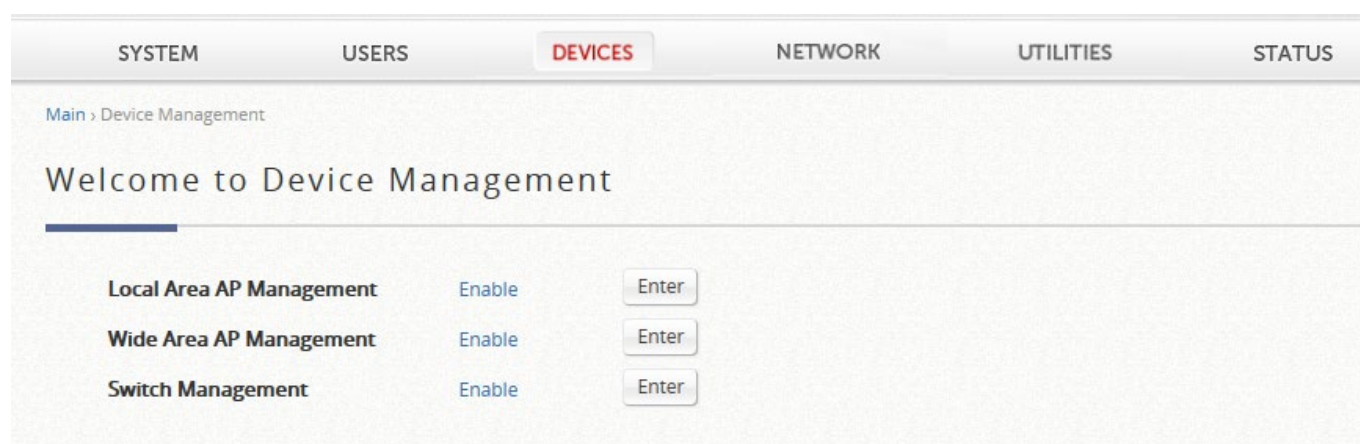 SYSTEM USERS DEVICES NETWORK UTILITIES STATUS
Main › Device Management
Welcome to Device Management
Local Area AP Management Enable Enter
Wide Area AP Management Enable Enter
Switch Management Enable Enter